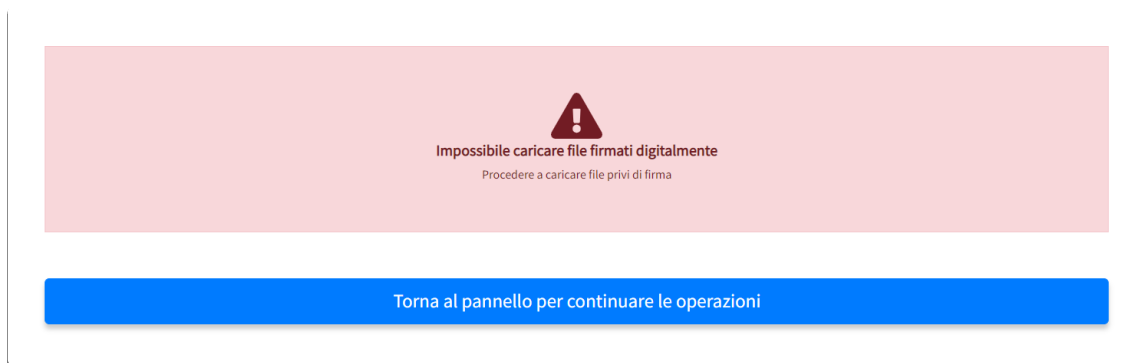 Impossibile caricare file firmati digitalmente
Procedere a caricare file privi di firma
Torna al pannello per continuare le operazioni